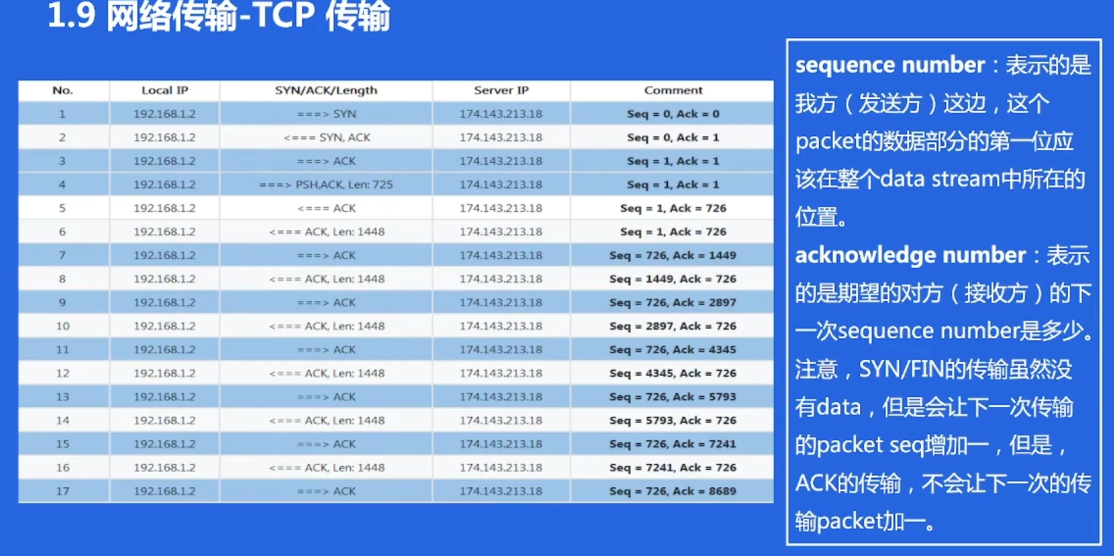 1.9 网络传输-TCP 传输
No. Local IP SYN/ACK/Length Server IP Comment
1 192.168.1.2 ===> SYN 174.143.213.18 Seq = 0, Ack = 0
2 192.168.1.2 <=== SYN, ACK 174.143.213.18 Seq = 0, Ack = 1
3 192.168.1.2 ===> ACK 174.143.213.18 Seq = 1, Ack = 1
4 192.168.1.2 ===> PSH,ACK, Len: 725 174.143.213.18 Seq = 1, Ack = 1
5 192.168.1.2 <=== ACK 174.143.213.18 Seq = 1, Ack = 726
6 192.168.1.2 <=== ACK, Len: 1448 174.143.213.18 Seq = 1, Ack = 726
7 192.168.1.2 ===> ACK 174.143.213.18 Seq = 726, Ack = 1449
8 192.168.1.2 <=== ACK, Len: 1448 174.143.213.18 Seq = 1449, Ack = 726
9 192.168.1.2 ===> ACK 174.143.213.18 Seq = 726, Ack = 2897
10 192.168.1.2 <=== ACK, Len: 1448 174.143.213.18 Seq = 2897, Ack = 726
11 192.168.1.2 ===> ACK 174.143.213.18 Seq = 726, Ack = 4345
12 192.168.1.2 <=== ACK, Len: 1448 174.143.213.18 Seq = 4345, Ack = 726
13 192.168.1.2 ===> ACK 174.143.213.18 Seq = 726, Ack = 5793
14 192.168.1.2 <=== ACK, Len: 1448 174.143.213.18 Seq = 5793, Ack = 726
15 192.168.1.2 ===> ACK 174.143.213.18 Seq = 726, Ack = 7241
16 192.168.1.2 <=== ACK, Len: 1448 174.143.213.18 Seq = 7241, Ack = 726
17 192.168.1.2 ===> ACK 174.143.213.18 Seq = 726, Ack = 8689
sequence number：表示的是
我方（发送方）这边，这个
packet的数据部分的第一位应
该在整个data stream中所在的
位置。
acknowledge number：表示
的是期望的对方（接收方）的下
一次sequence number是多少。
注意，SYN/FIN的传输虽然没
有data，但是会让下一次传输
的packet seq增加一，但是，
ACK的传输，不会让下一次的传
输packet加一。